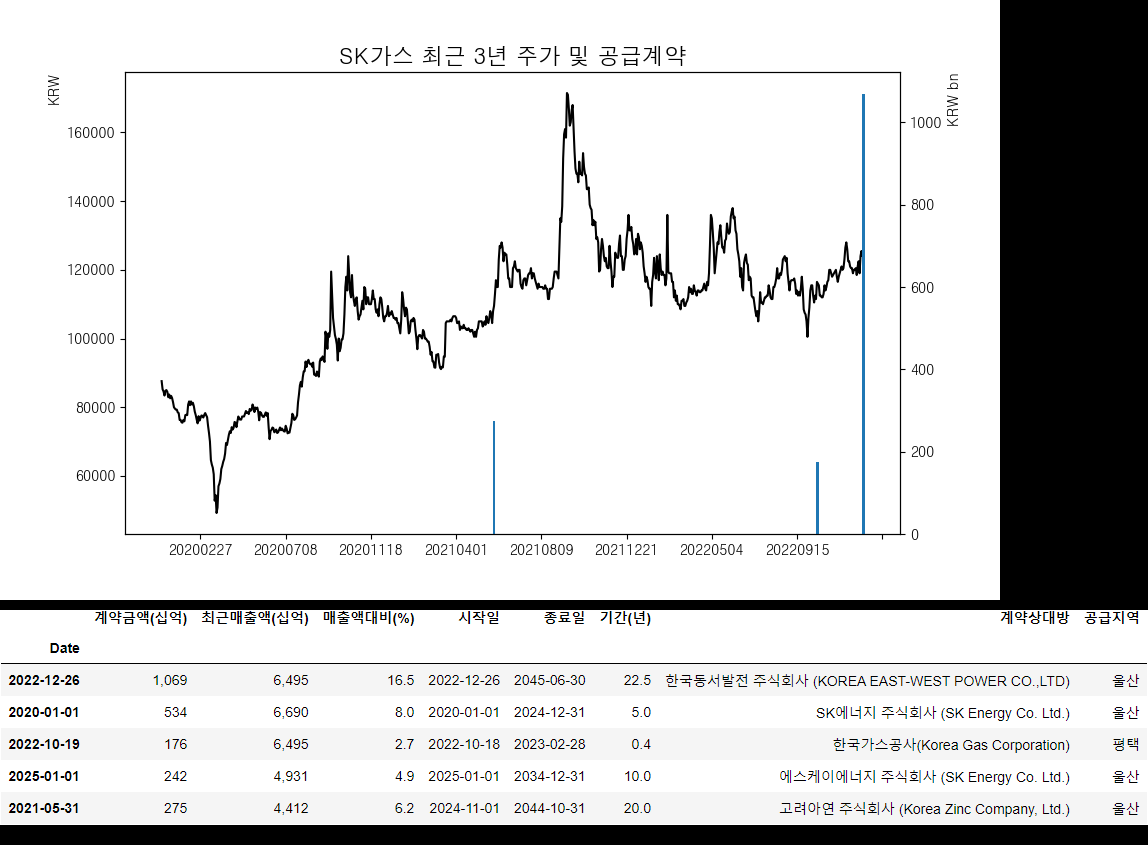 SK가스 최근 3년 주가 및 공급계약
KRW
KRW bn
160000
140000
120000
100000
80000
60000
1000
800
600
400
200
0
20200227 20200708 20201118 20210401 20210809 20211221 20220504 20220915
계약금액(십억) 최근매출액(십억) 매출액대비(%) 시작일 종료일 기간(년) 계약상대방 공급지역
Date
2022-12-26 1,069 6,495 16.5 2022-12-26 2045-06-30 22.5 한국동서발전 주식회사 (KOREA EAST-WEST POWER CO.,LTD) 울산
2020-01-01 534 6,690 8.0 2020-01-01 2024-12-31 5.0 SK에너지 주식회사 (SK Energy Co. Ltd.) 울산
2022-10-19 176 6,495 2.7 2022-10-18 2023-02-28 0.4 한국가스공사(Korea Gas Corporation) 평택
2025-01-01 242 4,931 4.9 2025-01-01 2034-12-31 10.0 에스케이에너지 주식회사 (SK Energy Co. Ltd.) 울산
2021-05-31 275 4,412 6.2 2024-11-01 2044-10-31 20.0 고려아연 주식회사 (Korea Zinc Company, Ltd.) 울산